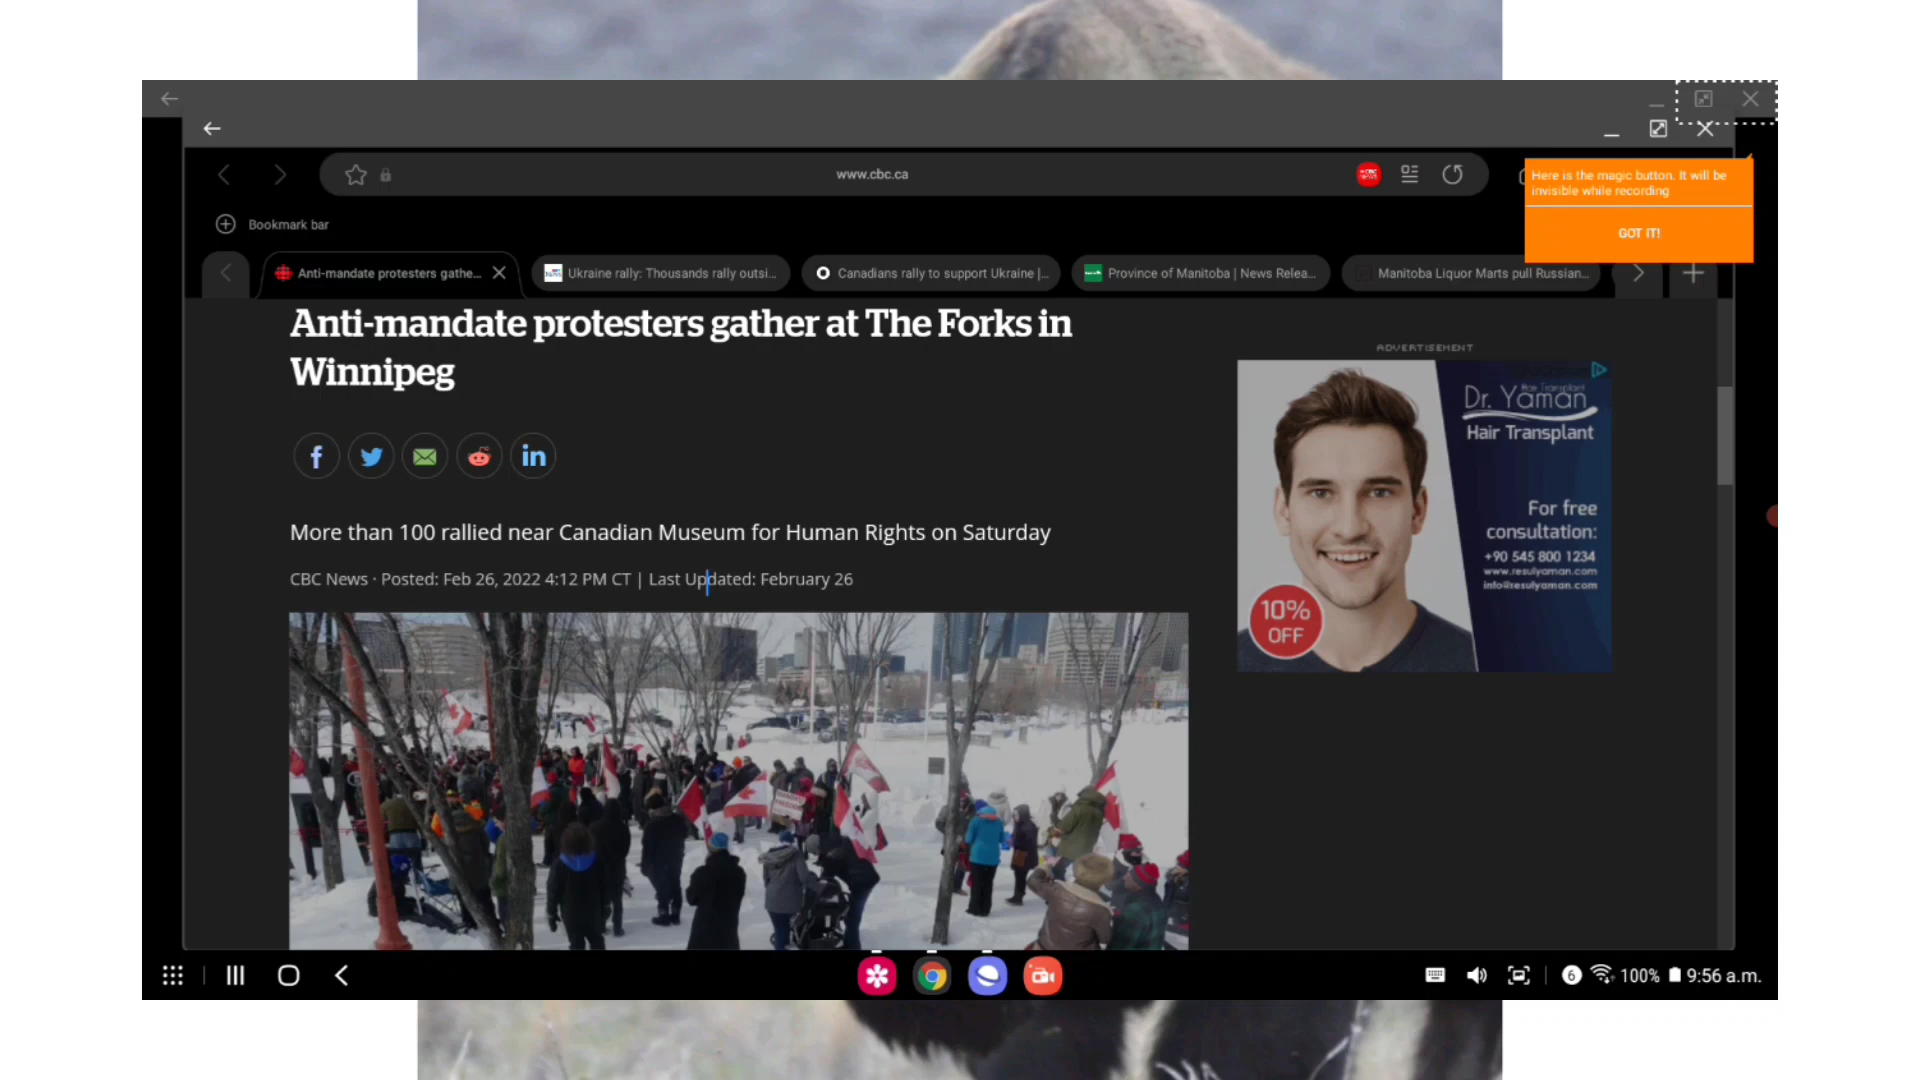 www.cbc.ca
Here is the magic button. It will be
invisible while recording
GOT IT!
Bookmark bar
Anti-mandate protesters gathe...
Ukraine rally: Thousands rally outsi...
Canadians rally to support Ukraine |...
Province of Manitoba | News Relea...
Manitoba Liquor Marts pull Russian...
Anti-mandate protesters gather at The Forks in
Winnipeg
More than 100 rallied near Canadian Museum for Human Rights on Saturday
CBC News · Posted: Feb 26, 2022 4:12 PM CT | Last Updated: February 26
ADVERTISEMENT
Hair Transplant
Dr. Yaman
Hair Transplant
For free
consultation:
+90 545 800 1234
www.resulyaman.com
info@resulyaman.com
10%
OFF
6
100%
9:56 a.m.